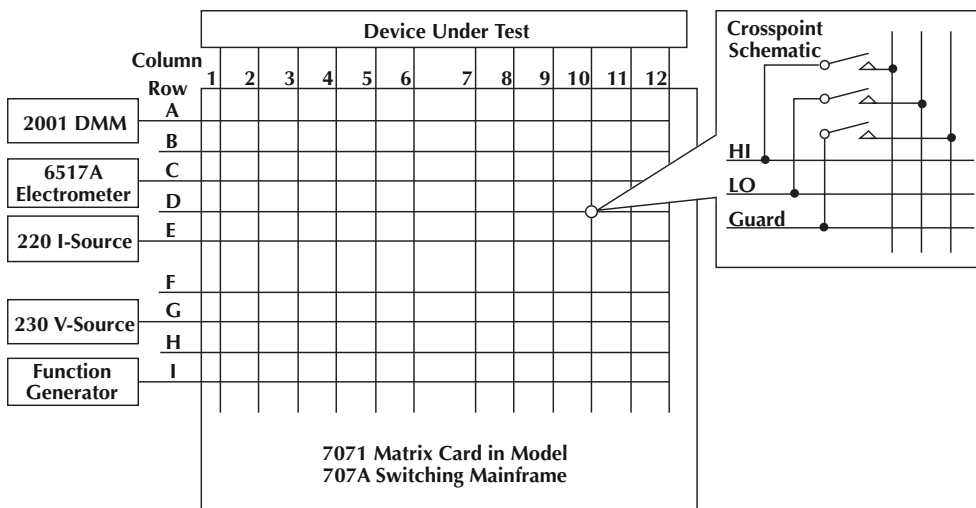 Device Under Test
Column
1 2 3 4 5 6 7 8 9 10 11 12
Row
A
B
C
D
E
F
G
H
I
2001 DMM
6517A
Electrometer
220 I-Source
230 V-Source
Function
Generator
7071 Matrix Card in Model
707A Switching Mainframe
Crosspoint
Schematic
HI
LO
Guard